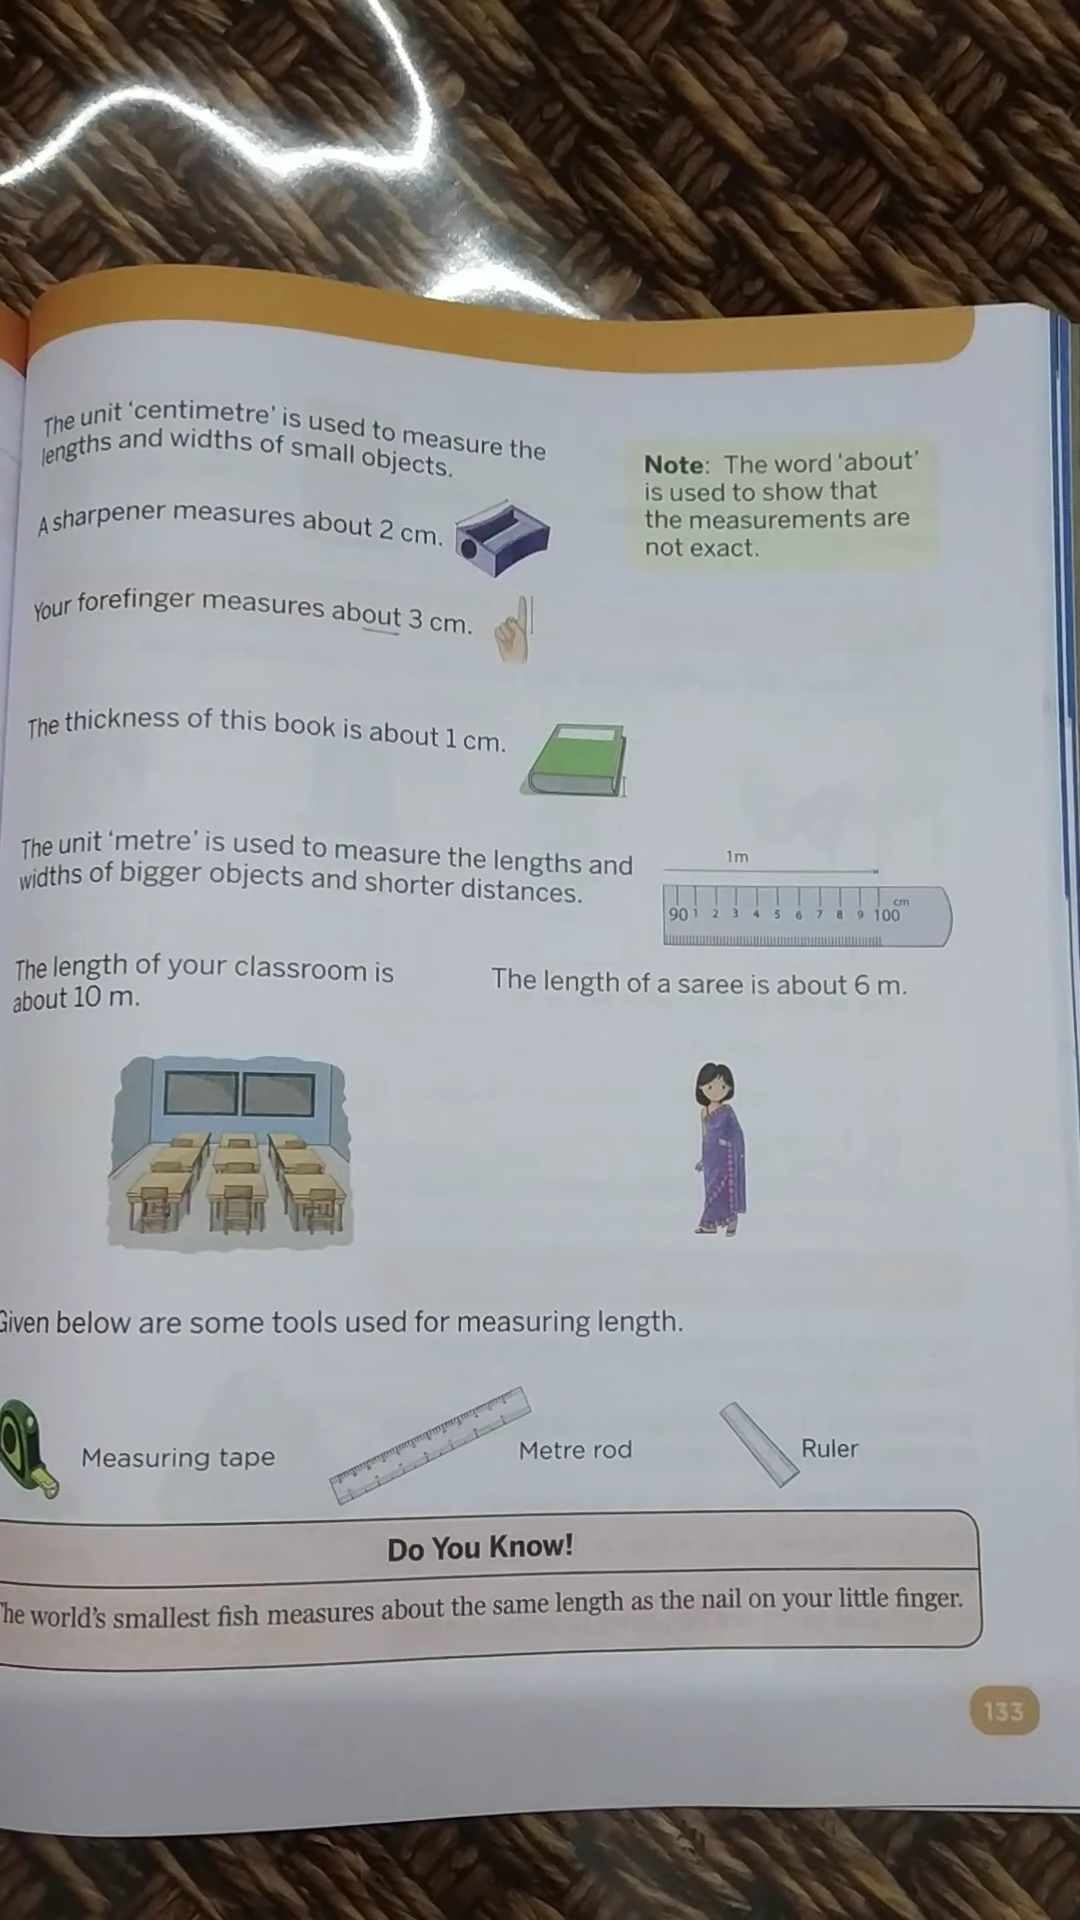 The unit ‘centimetre’ is used to measure the
lengths and widths of small objects.
Note: The word ‘about’
is used to show that
the measurements are
not exact.
A sharpener measures about 2 cm.
Your forefinger measures about 3 cm.
The thickness of this book is about 1 cm.
The unit ‘metre’ is used to measure the lengths and
widths of bigger objects and shorter distances.
1m
cm
90 1 2 3 4 5 6 7 8 9 100
The length of your classroom is
about 10 m.
The length of a saree is about 6 m.
Given below are some tools used for measuring length.
Measuring tape
Metre rod
Ruler
Do You Know!
The world’s smallest fish measures about the same length as the nail on your little finger.
133